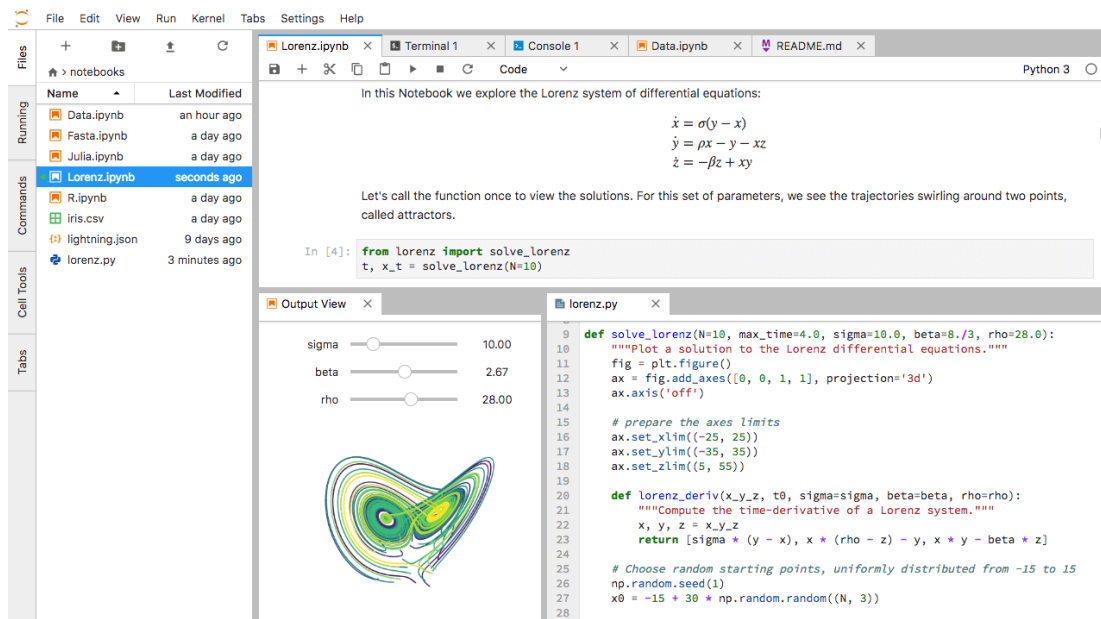 File Edit View Run Kernel Tabs Settings Help
Files
Running
Commands
Cell Tools
Tabs
notebooks
Name Last Modified
Data.ipynb an hour ago
Fasta.ipynb a day ago
Julia.ipynb a day ago
Lorenz.ipynb seconds ago
R.ipynb a day ago
iris.csv a day ago
lightning.json 9 days ago
lorenz.py 3 minutes ago
Lorenz.ipynb Terminal 1 Console 1 Data.ipynb README.md
Code Python 3
In this Notebook we explore the Lorenz system of differential equations:
ẋ = σ(y − x)
ẏ = ρx − y − xz
ż = −βz + xy
Let's call the function once to view the solutions. For this set of parameters, we see the trajectories swirling around two points,
called attractors.
In [4]: from lorenz import solve_lorenz
t, x_t = solve_lorenz(N=10)
Output View
sigma 10.00
beta 2.67
rho 28.00
lorenz.py
9 def solve_lorenz(N=10, max_time=4.0, sigma=10.0, beta=8./3, rho=28.0):
10 """Plot a solution to the Lorenz differential equations."""
11 fig = plt.figure()
12 ax = fig.add_axes([0, 0, 1, 1], projection='3d')
13 ax.axis('off')
14
15 # prepare the axes limits
16 ax.set_xlim((-25, 25))
17 ax.set_ylim((-35, 35))
18 ax.set_zlim((5, 55))
19
20 def lorenz_deriv(x_y_z, t0, sigma=sigma, beta=beta, rho=rho):
21 """Compute the time-derivative of a Lorenz system."""
22 x, y, z = x_y_z
23 return [sigma * (y - x), x * (rho - z) - y, x * y - beta * z]
24
25 # Choose random starting points, uniformly distributed from -15 to 15
26 np.random.seed(1)
27 x0 = -15 + 30 * np.random.random((N, 3))
28